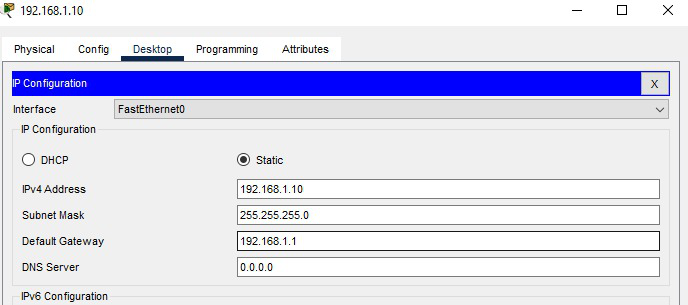 192.168.1.10
Physical Config Desktop Programming Attributes
IP Configuration X
Interface FastEthernet0
IP Configuration
DHCP Static
IPv4 Address 192.168.1.10
Subnet Mask 255.255.255.0
Default Gateway 192.168.1.1
DNS Server 0.0.0.0
IPv6 Configuration